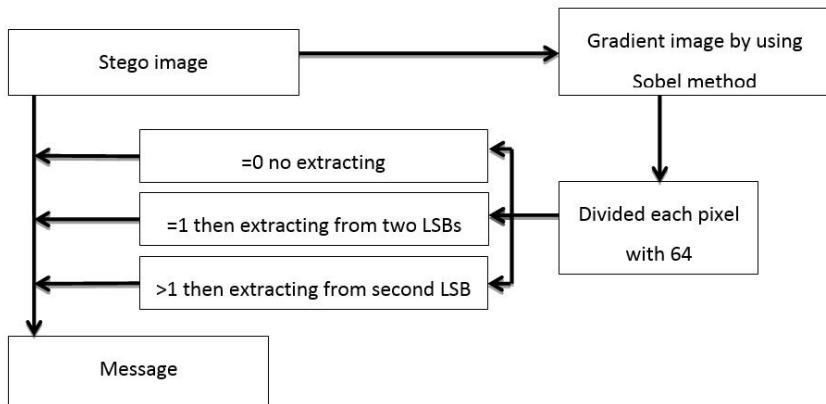 Stego image
Gradient image by using
Sobel method
=0 no extracting
=1 then extracting from two LSBs
>1 then extracting from second LSB
Divided each pixel
with 64
Message